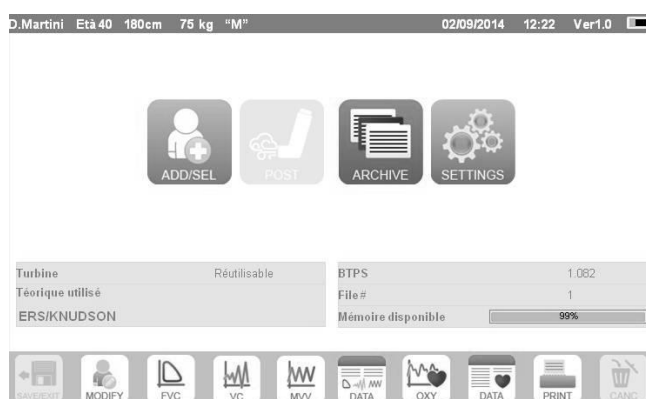 D.Martini Età 40 180cm 75 kg “M” 02/09/2014 12:22 Ver1.0
ADD/SEL POST ARCHIVE SETTINGS
Turbine Réutilisable
Téorique utilisé
ERS/KNUDSON
BTPS 1.082
File # 1
Mémoire disponible 99%
SAVE/EXIT MODIFY FVC VC MVV DATA OXY DATA PRINT CANC